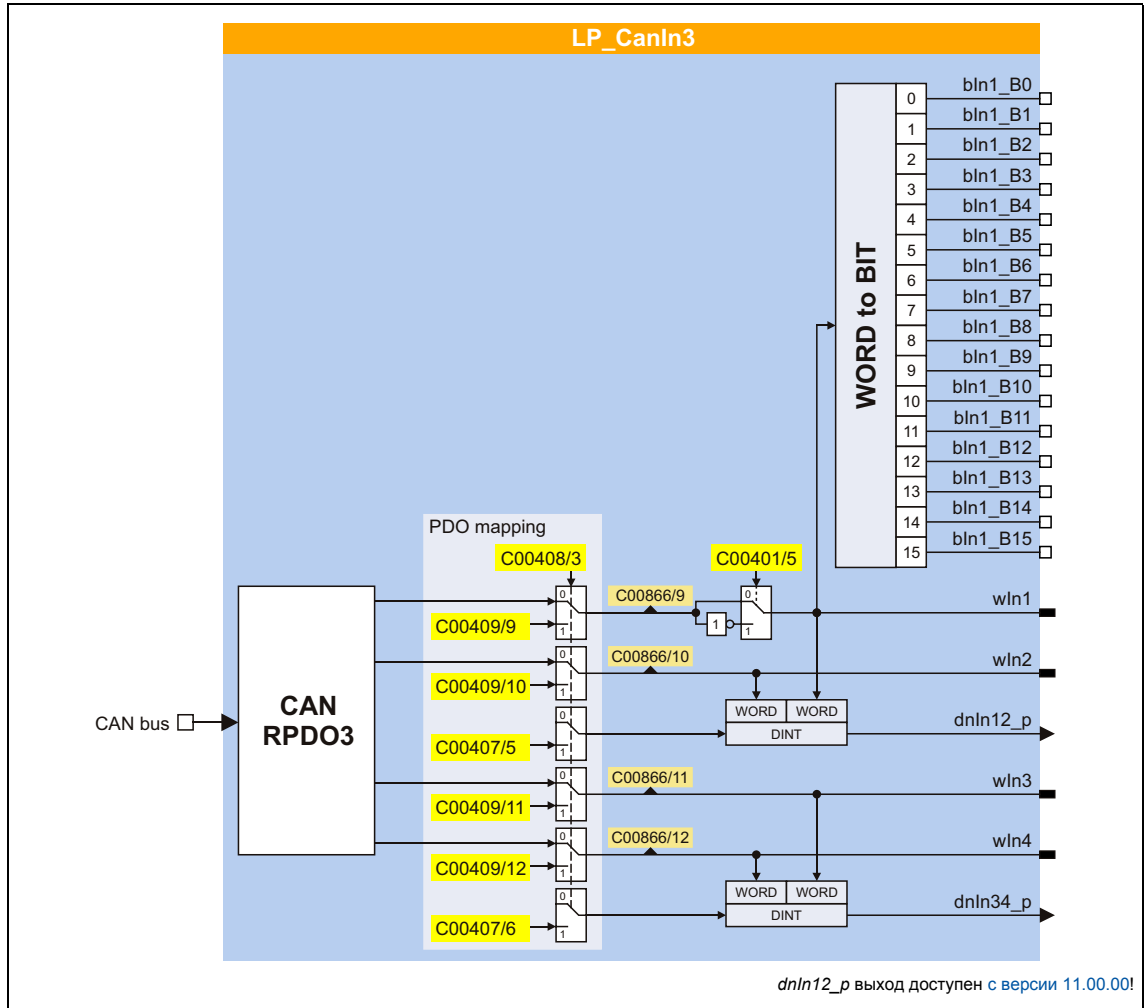 LP_CanIn3
bIn1_B0
0
bIn1_B1
1
bIn1_B2
2
bIn1_B3
3
bIn1_B4
4
bIn1_B5
5
bIn1_B6
6
bIn1_B7
7
bIn1_B8
8
bIn1_B9
9
bIn1_B10
10
bIn1_B11
11
bIn1_B12
12
bIn1_B13
13
bIn1_B14
14
bIn1_B15
15
WORD to BIT
PDO mapping
C00408/3
C00401/5
0
C00866/9
0
wIn1
C00409/9
1
1
1
0
C00866/10
wIn2
C00409/10
1
CAN bus
CAN
RPDO3
0
WORD WORD
DINT
dnIn12_p
C00407/5
1
0
C00866/11
wIn3
C00409/11
1
0
C00866/12
wIn4
C00409/12
1
0
WORD WORD
DINT
dnIn34_p
C00407/6
1
dnIn12_p выход доступен с версии 11.00.00!